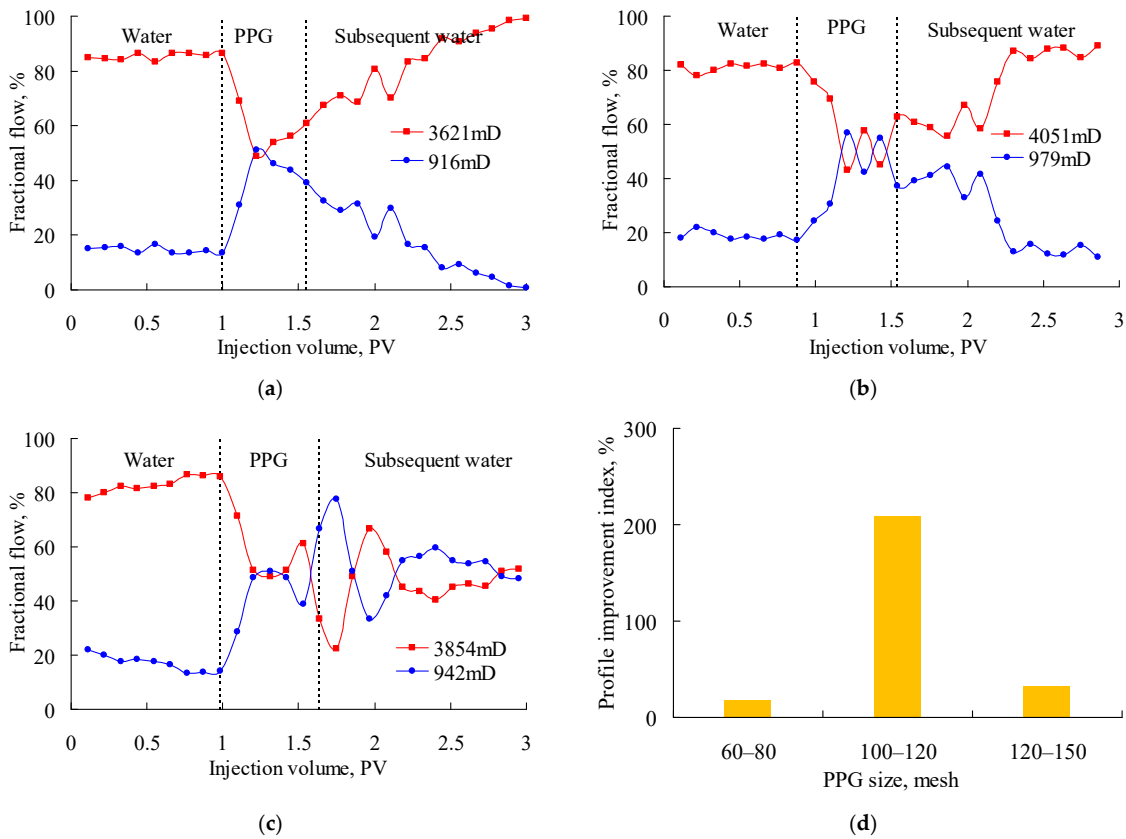 100
80
60
40
20
0
Fractional flow, %
Water
PPG
Subsequent water
3621mD
916mD
0
0.5
1
1.5
2
2.5
3
Injection volume, PV
(a)
100
80
60
40
20
0
Fractional flow, %
Water
PPG
Subsequent water
4051mD
979mD
0
0.5
1
1.5
2
2.5
3
Injection volume, PV
(b)
100
80
60
40
20
0
Fractional flow, %
Water
PPG
Subsequent water
3854mD
942mD
0
0.5
1
1.5
2
2.5
3
Injection volume, PV
(c)
300
200
100
0
Profile improvement index, %
60–80
100–120
120–150
PPG size, mesh
(d)